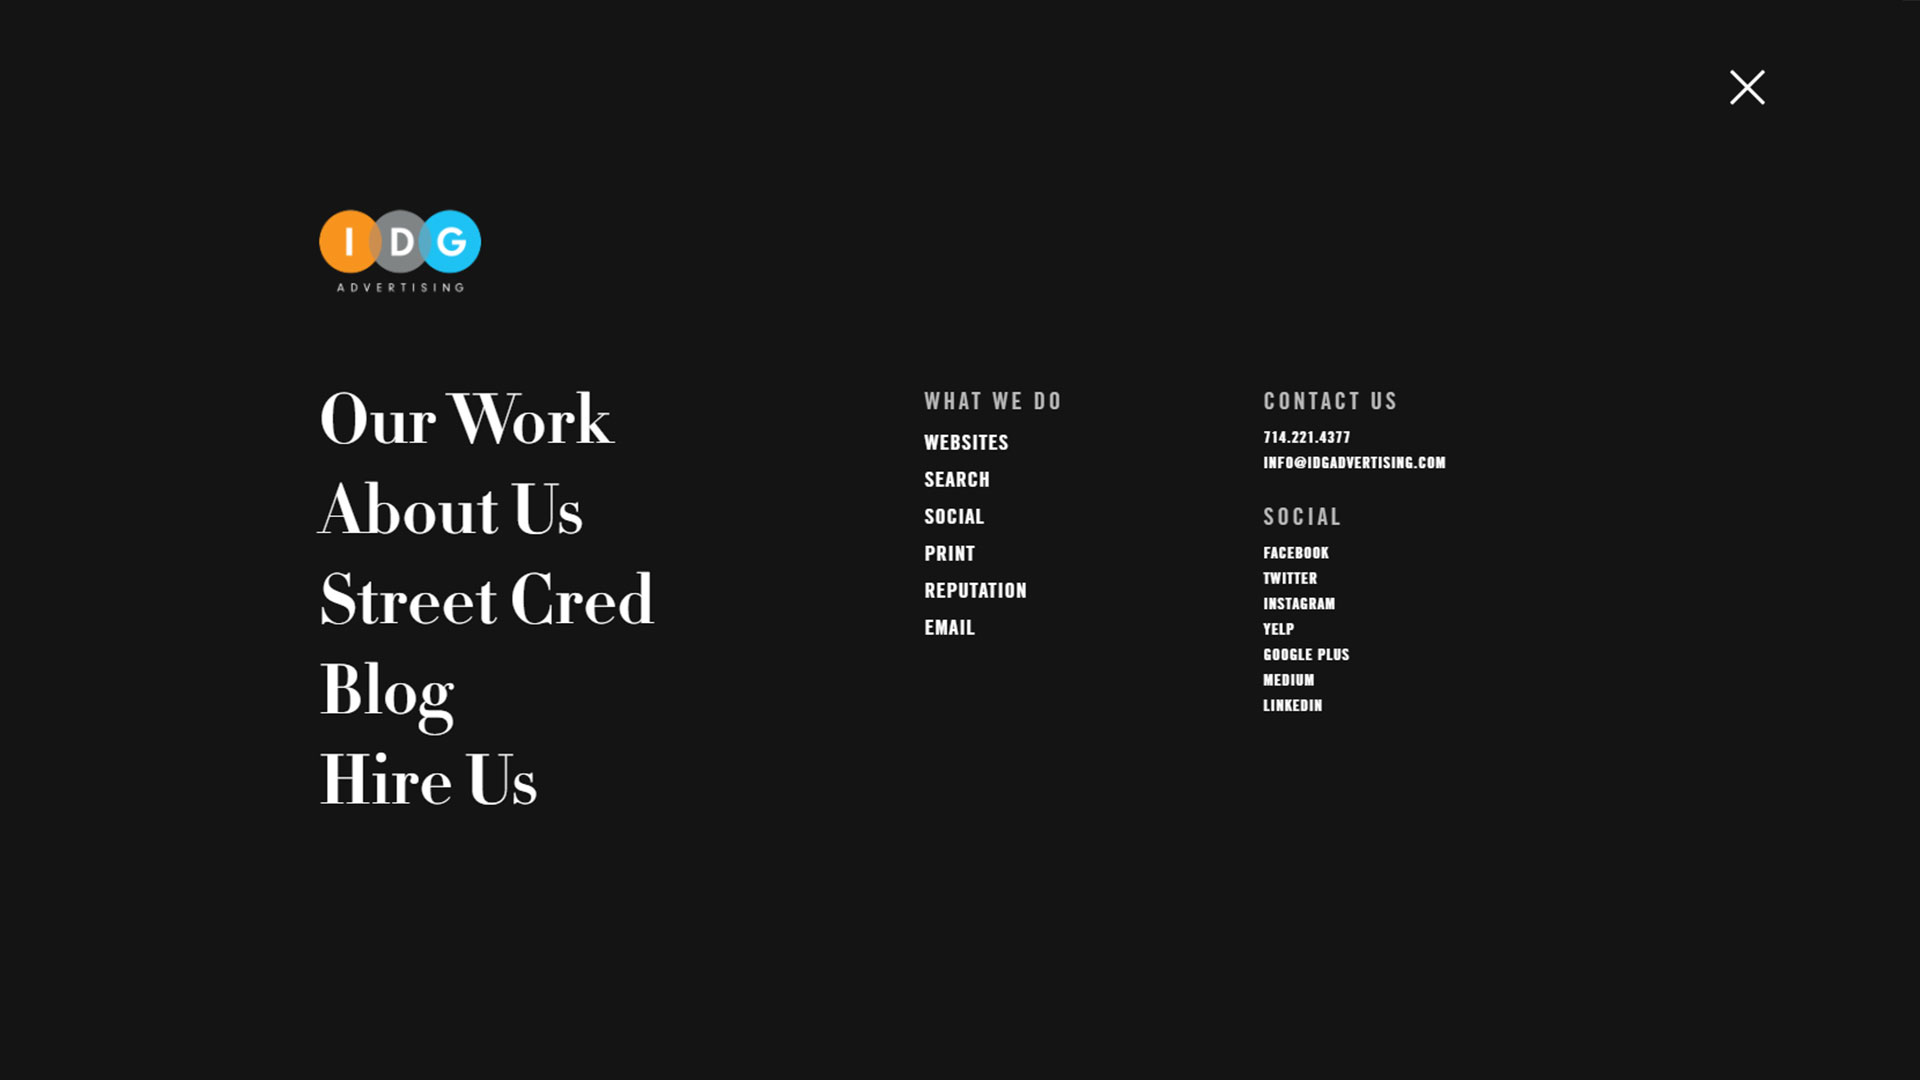 IDG
ADVERTISING
Our Work
About Us
Street Cred
Blog
Hire Us
WHAT WE DO
WEBSITES
SEARCH
SOCIAL
PRINT
REPUTATION
EMAIL
CONTACT US
714.221.4377
INFO@IDGADVERTISING.COM
SOCIAL
FACEBOOK
TWITTER
INSTAGRAM
YELP
GOOGLE PLUS
MEDIUM
LINKEDIN